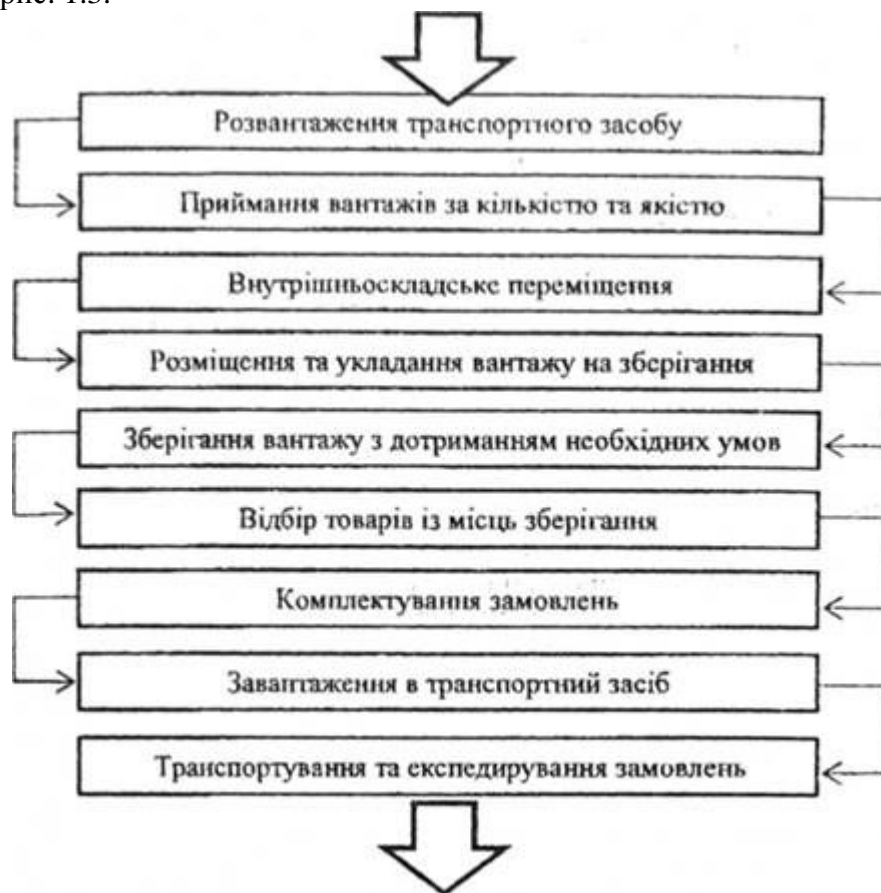 рис. 1.3.
Розвантаження транспортного засобу
Приймання вантажів за кількістю та якістю
Внутрішньоскладське переміщення
Розміщення та укладання вантажу на зберігання
Зберігання вантажу з дотриманням необхідних умов
Відбір товарів із місць зберігання
Комплектування замовлень
Завантаження в транспортний засіб
Транспортування та експедирування замовлень